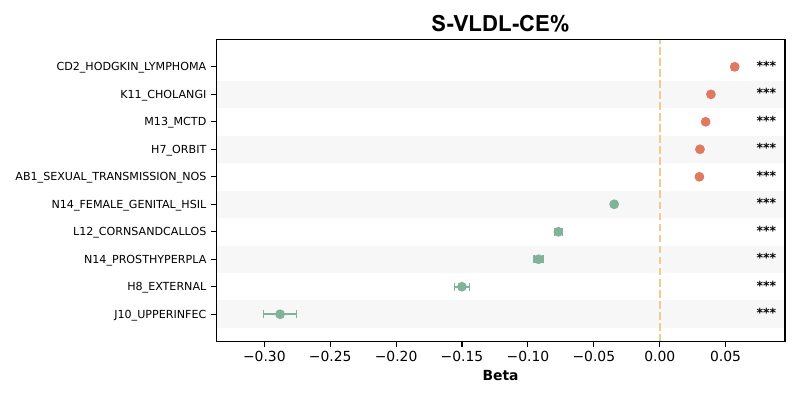 S-VLDL-CE%
CD2_HODGKIN_LYMPHOMA ***
K11_CHOLANGI ***
M13_MCTD ***
H7_ORBIT ***
AB1_SEXUAL_TRANSMISSION_NOS ***
N14_FEMALE_GENITAL_HSIL ***
L12_CORNSANDCALLOS ***
N14_PROSTHYPERPLA ***
H8_EXTERNAL ***
J10_UPPERINFEC ***
−0.30 −0.25 −0.20 −0.15 −0.10 −0.05 0.00 0.05
Beta